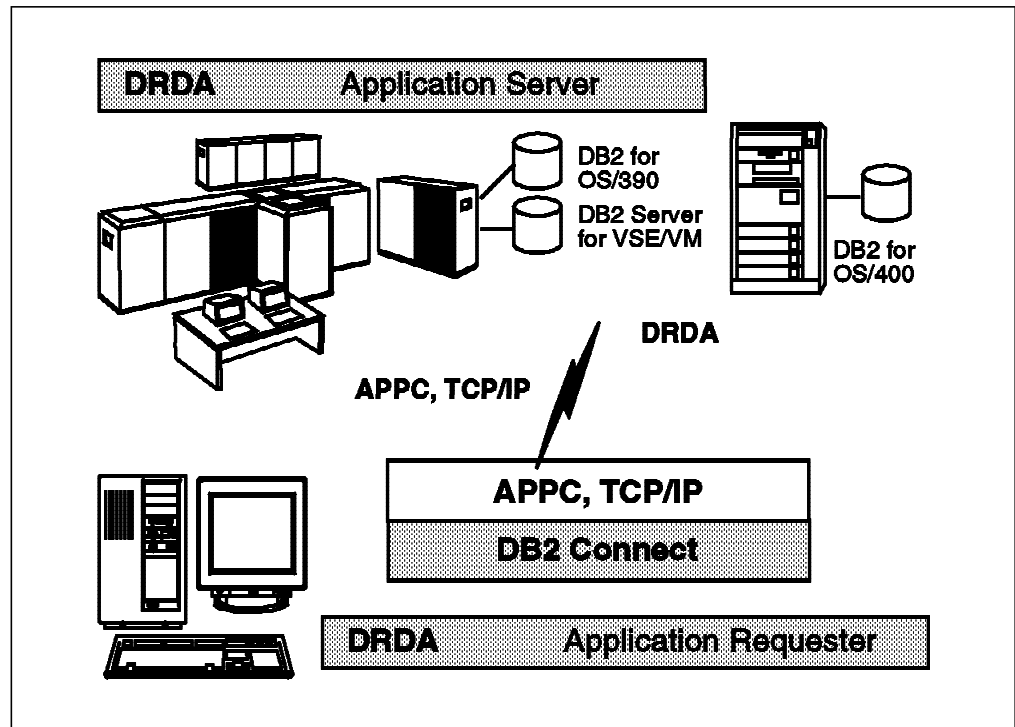 DRDA Application Server
DB2 for
OS/390
DB2 Server
for VSE/VM
DB2 for
OS/400
DRDA
APPC, TCP/IP
APPC, TCP/IP
DB2 Connect
DRDA Application Requester